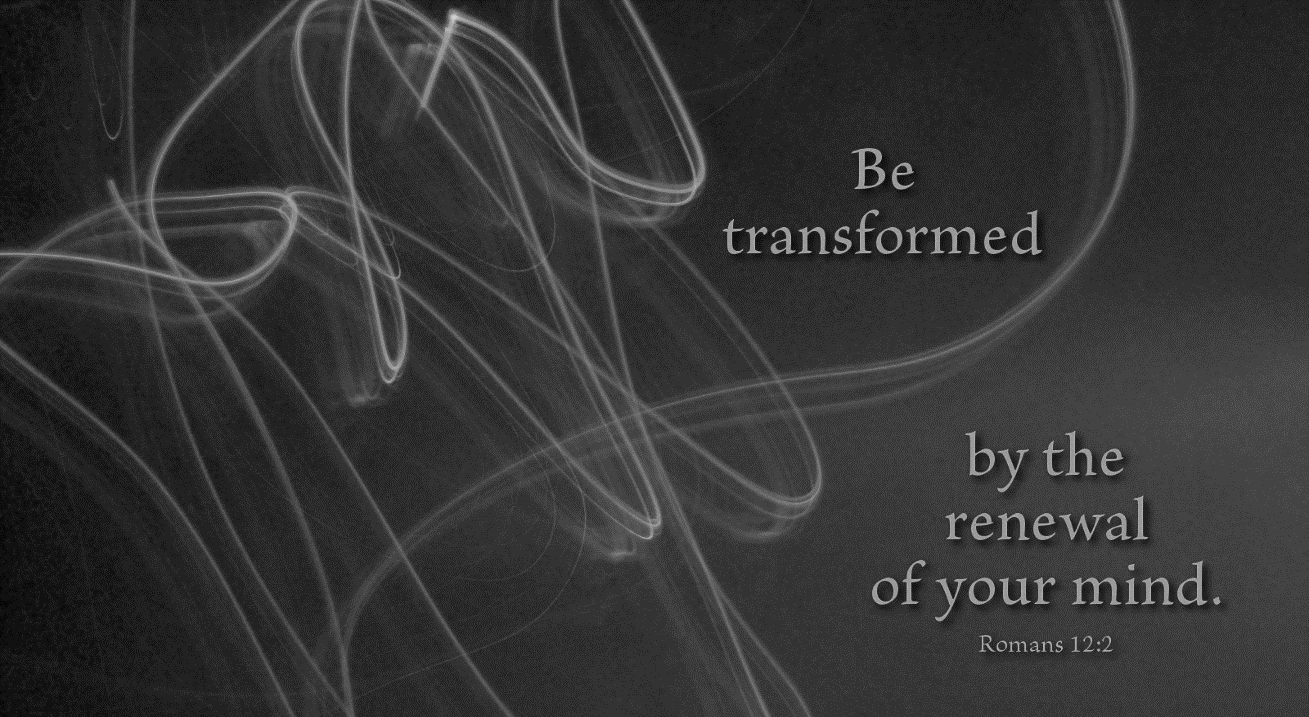 Be
transformed
by the
renewal
of your mind.
Romans 12:2